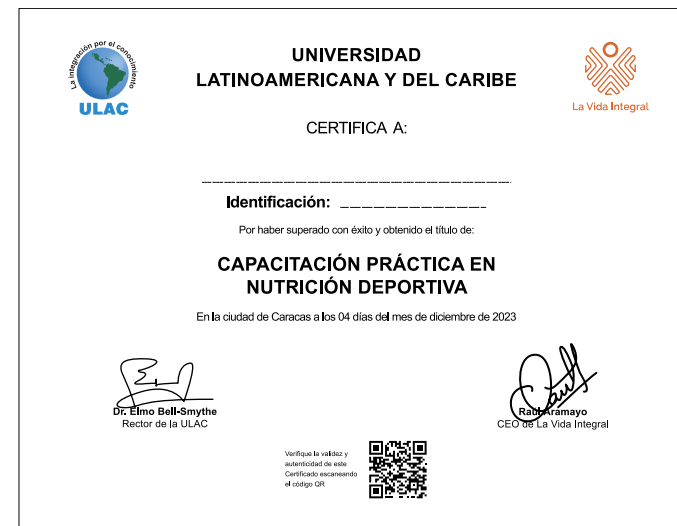 La integración por el conocimiento
ULAC
UNIVERSIDAD
LATINOAMERICANA Y DEL CARIBE
La Vida Integral
CERTIFICA A:
Identificación:
Por haber superado con éxito y obtenido el título de:
CAPACITACIÓN PRÁCTICA EN
NUTRICIÓN DEPORTIVA
En la ciudad de Caracas a los 04 días del mes de diciembre de 2023
Dr. Elmo Bell-Smythe
Rector de la ULAC
Raúl Aramayo
CEO de La Vida Integral
Verifique la validez y
autenticidad de este
Certificado escaneando
el código QR